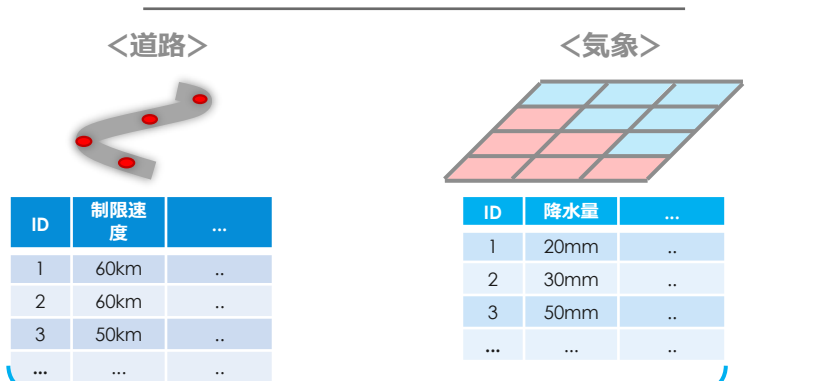 ＜道路＞
＜気象＞
ID 制限速度 ...
1 60km ..
2 60km ..
3 50km ..
... ... ..
ID 降水量 ...
1 20mm ..
2 30mm ..
3 50mm ..
... ... ..